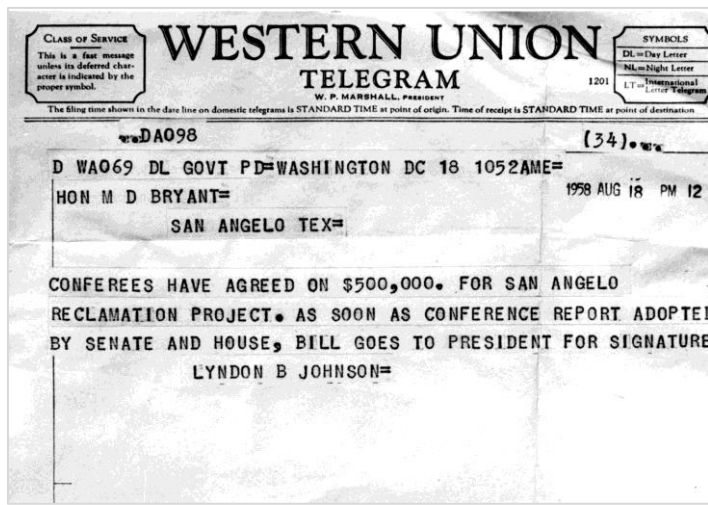 CLASS OF SERVICE
This is a fast message
unless its deferred char-
acter is indicated by the
proper symbol.
WESTERN UNION
TELEGRAM
W. P. MARSHALL, PRESIDENT
1201
SYMBOLS
DL=Day Letter
NL=Night Letter
LT=International
Letter Telegram
The filing time shown in the date line on domestic telegrams is STANDARD TIME at point of origin. Time of receipt is STANDARD TIME at point of destination
DA098
(34)
D WA069 DL GOVT PD=WASHINGTON DC 18 1052AME=
HON M D BRYANT=
1958 AUG 18 PM 12
SAN ANGELO TEX=
CONFEREES HAVE AGREED ON $500,000. FOR SAN ANGELO
RECLAMATION PROJECT. AS SOON AS CONFERENCE REPORT ADOPTED
BY SENATE AND HOUSE, BILL GOES TO PRESIDENT FOR SIGNATURE
LYNDON B JOHNSON=